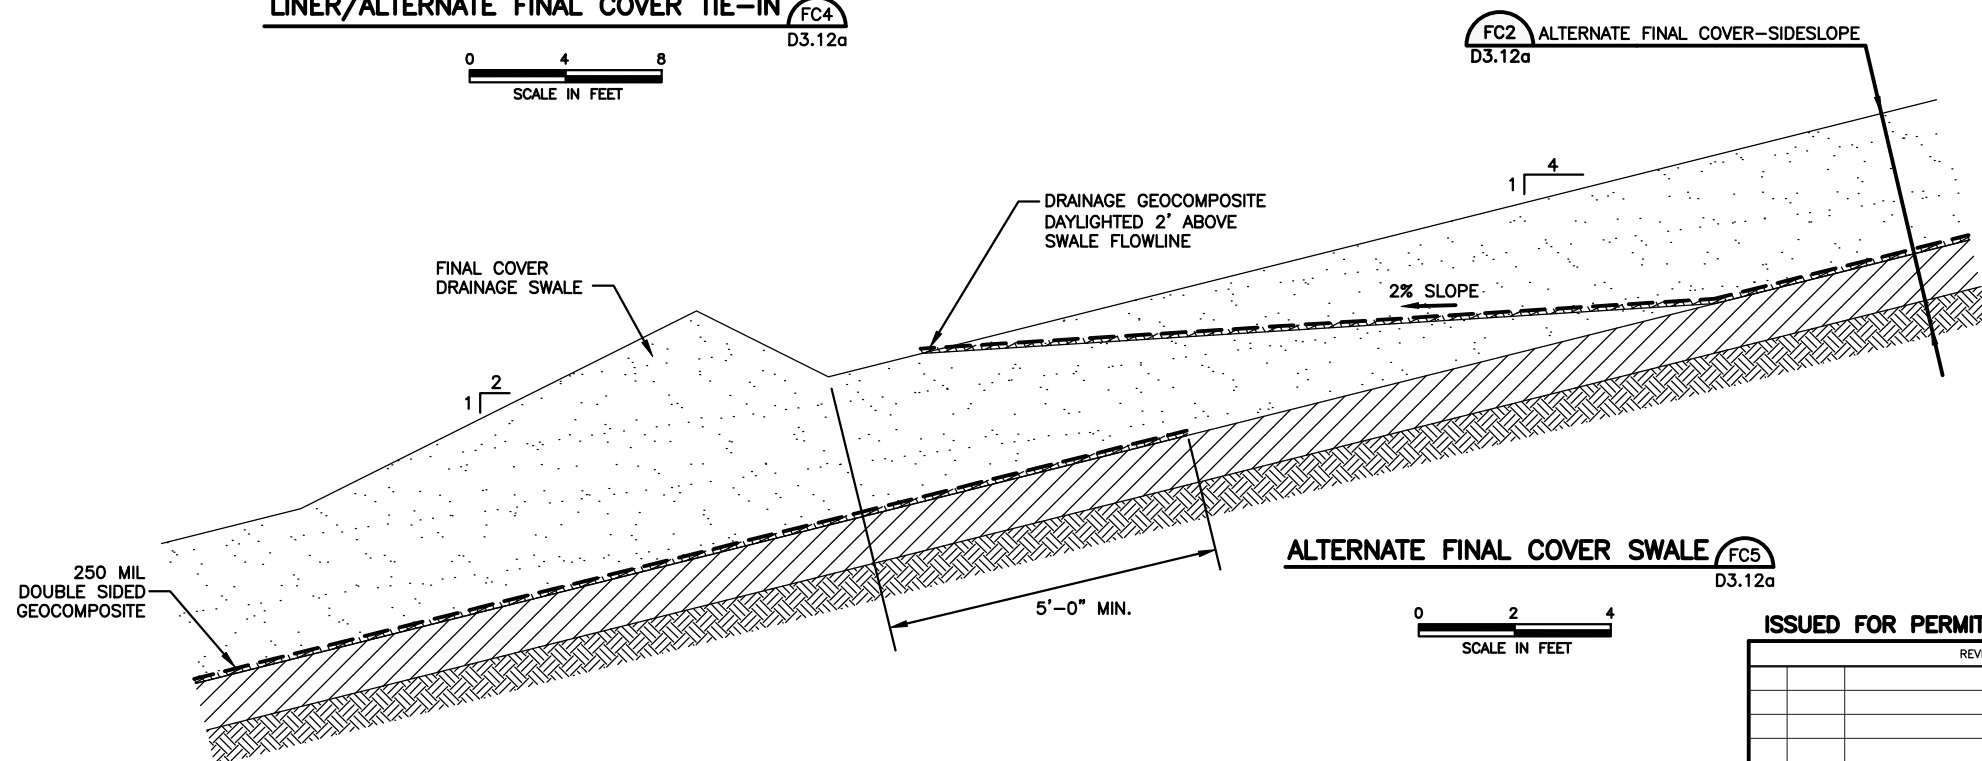 LINER/ALTERNATE FINAL COVER TIE-IN FC4
D3.12a
0 4 8
SCALE IN FEET
FC2 ALTERNATE FINAL COVER-SIDESLOPE
D3.12a
1 4
DRAINAGE GEOCOMPOSITE
DAYLIGHTED 2' ABOVE
SWALE FLOWLINE
FINAL COVER
DRAINAGE SWALE
2% SLOPE
1 2
250 MIL
DOUBLE SIDED
GEOCOMPOSITE
5'-0" MIN.
ALTERNATE FINAL COVER SWALE FC5
D3.12a
0 2 4
SCALE IN FEET
ISSUED FOR PERMIT
REV